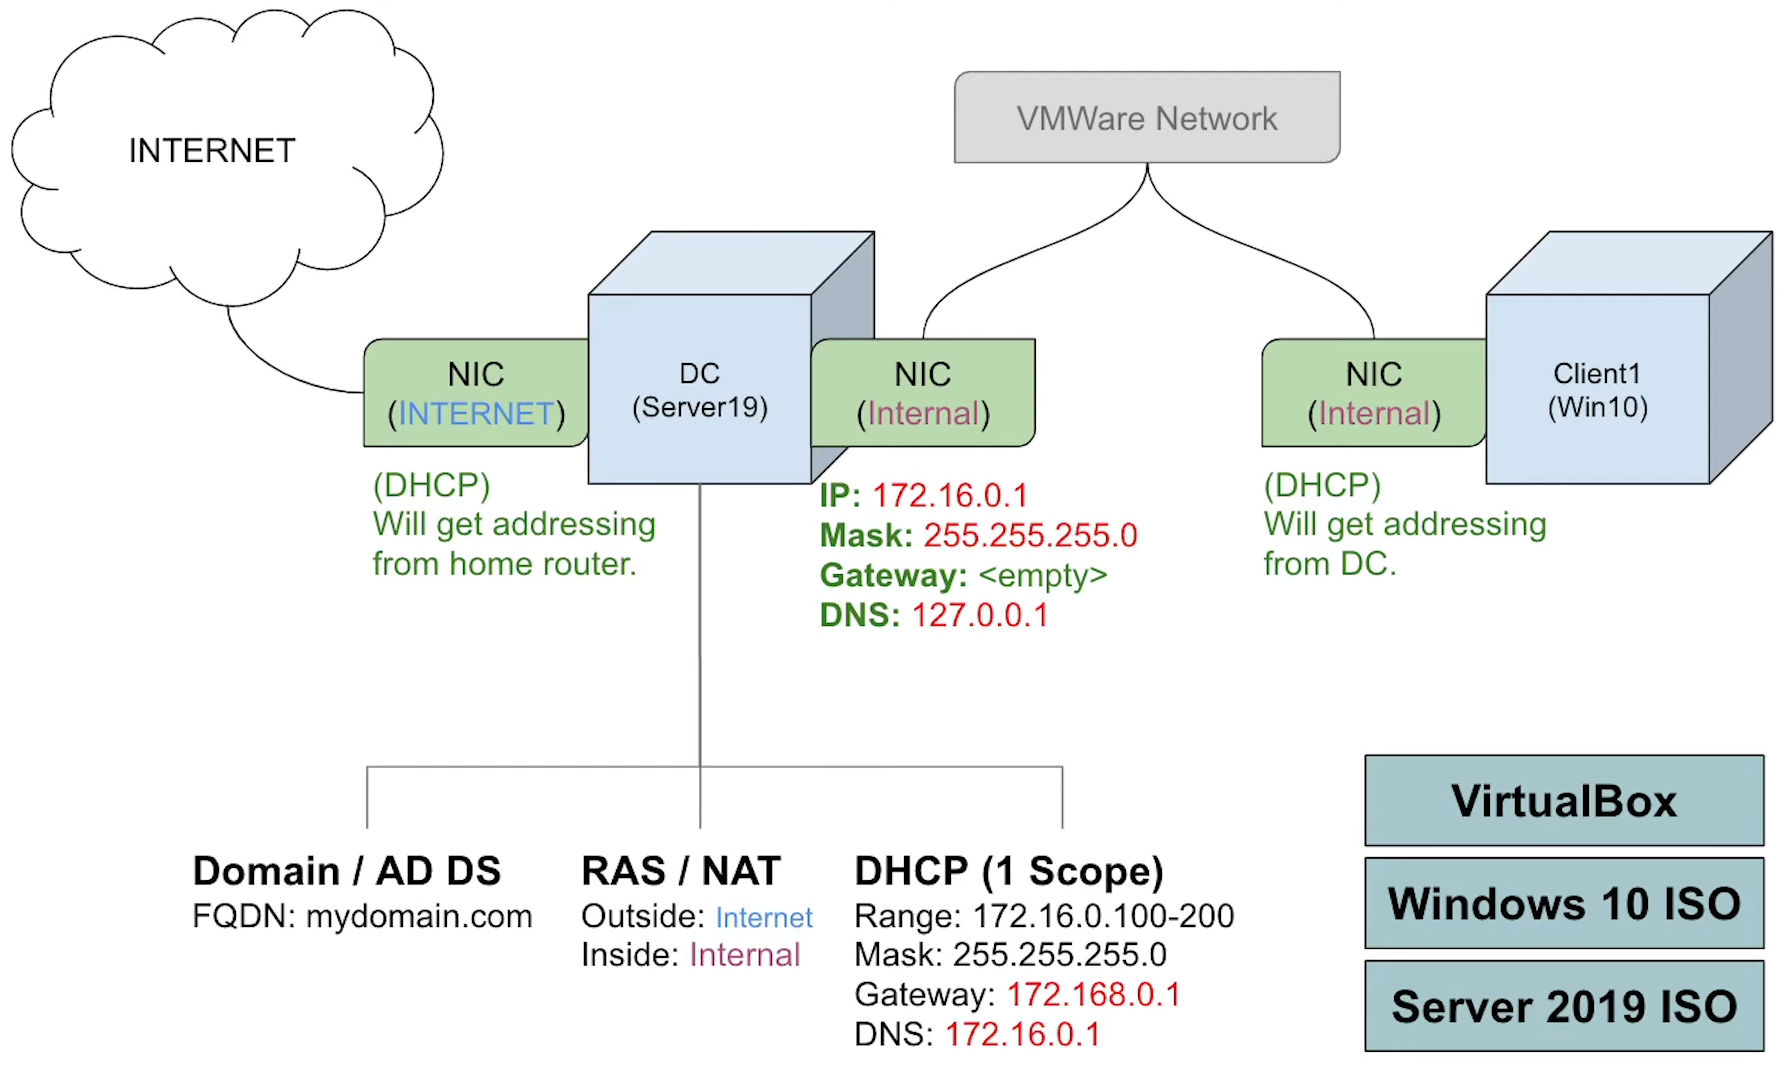 INTERNET
VMWare Network
NIC
(INTERNET)
DC
(Server19)
NIC
(Internal)
NIC
(Internal)
Client1
(Win10)
(DHCP)
Will get addressing
from home router.
IP: 172.16.0.1
Mask: 255.255.255.0
Gateway: <empty>
DNS: 127.0.0.1
(DHCP)
Will get addressing
from DC.
Domain / AD DS
FQDN: mydomain.com
RAS / NAT
Outside: Internet
Inside: Internal
DHCP (1 Scope)
Range: 172.16.0.100-200
Mask: 255.255.255.0
Gateway: 172.168.0.1
DNS: 172.16.0.1
VirtualBox
Windows 10 ISO
Server 2019 ISO